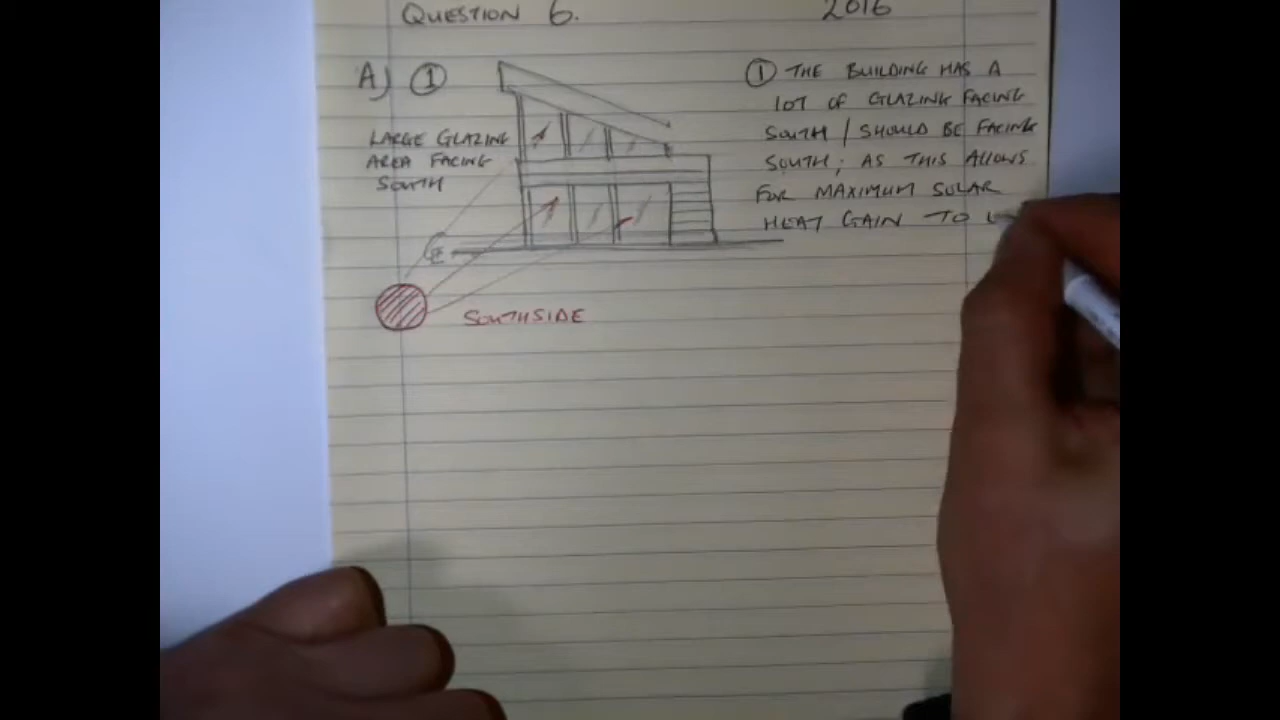 QUESTION 6.
2016
A) ①
LARGE GLAZING
AREA FACING
SOUTH
SOUTHSIDE
① THE BUILDING HAS A
LOT OF GLAZING FACING
SOUTH / SHOULD BE FACING
SOUTH; AS THIS ALLOWS
FOR MAXIMUM SOLAR
HEAT GAIN TO